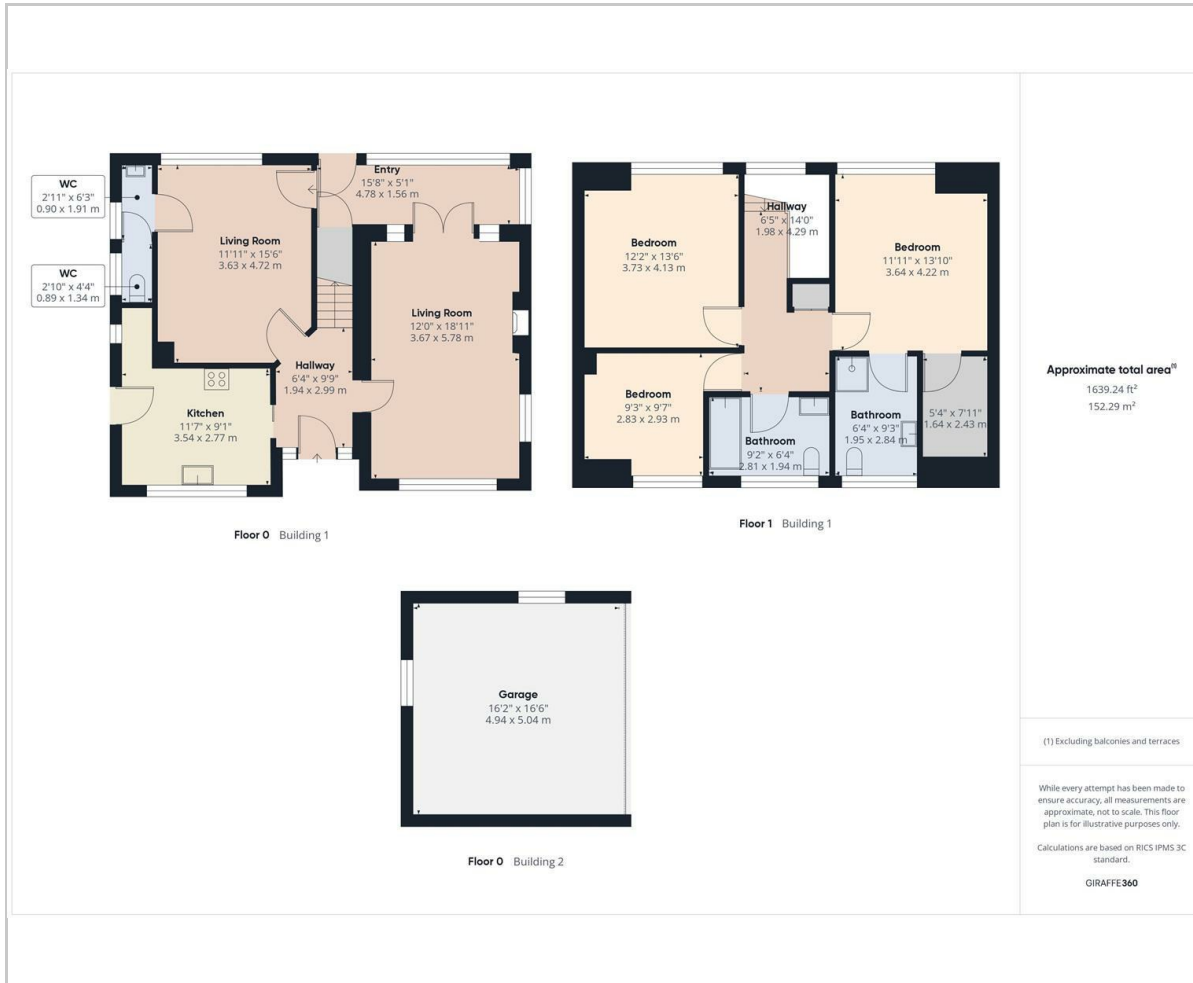 WC
2'11" x 6'3"
0.90 x 1.91 m
WC
2'10" x 4'4"
0.89 x 1.34 m
Living Room
11'11" x 15'6"
3.63 x 4.72 m
Entry
15'8" x 5'1"
4.78 x 1.56 m
Living Room
12'0" x 18'11"
3.67 x 5.78 m
Hallway
6'4" x 9'9"
1.94 x 2.99 m
Kitchen
11'7" x 9'1"
3.54 x 2.77 m
Floor 0 Building 1
Bedroom
12'2" x 13'6"
3.73 x 4.13 m
Hallway
6'5" x 14'0"
1.98 x 4.29 m
Bedroom
11'11" x 13'10"
3.64 x 4.22 m
Bedroom
9'3" x 9'7"
2.83 x 2.93 m
Bathroom
9'2" x 6'4"
2.81 x 1.94 m
Bathroom
6'4" x 9'3"
1.95 x 2.84 m
5'4" x 7'11"
1.64 x 2.43 m
Floor 1 Building 1
Garage
16'2" x 16'6"
4.94 x 5.04 m
Floor 0 Building 2
Approximate total area⁽¹⁾
1639.24 ft²
152.29 m²
(1) Excluding balconies and terraces
While every attempt has been made to
ensure accuracy, all measurements are
approximate, not to scale. This floor
plan is for illustrative purposes only.
Calculations are based on RICS IPMS 3C
standard.
GIRAFFE360